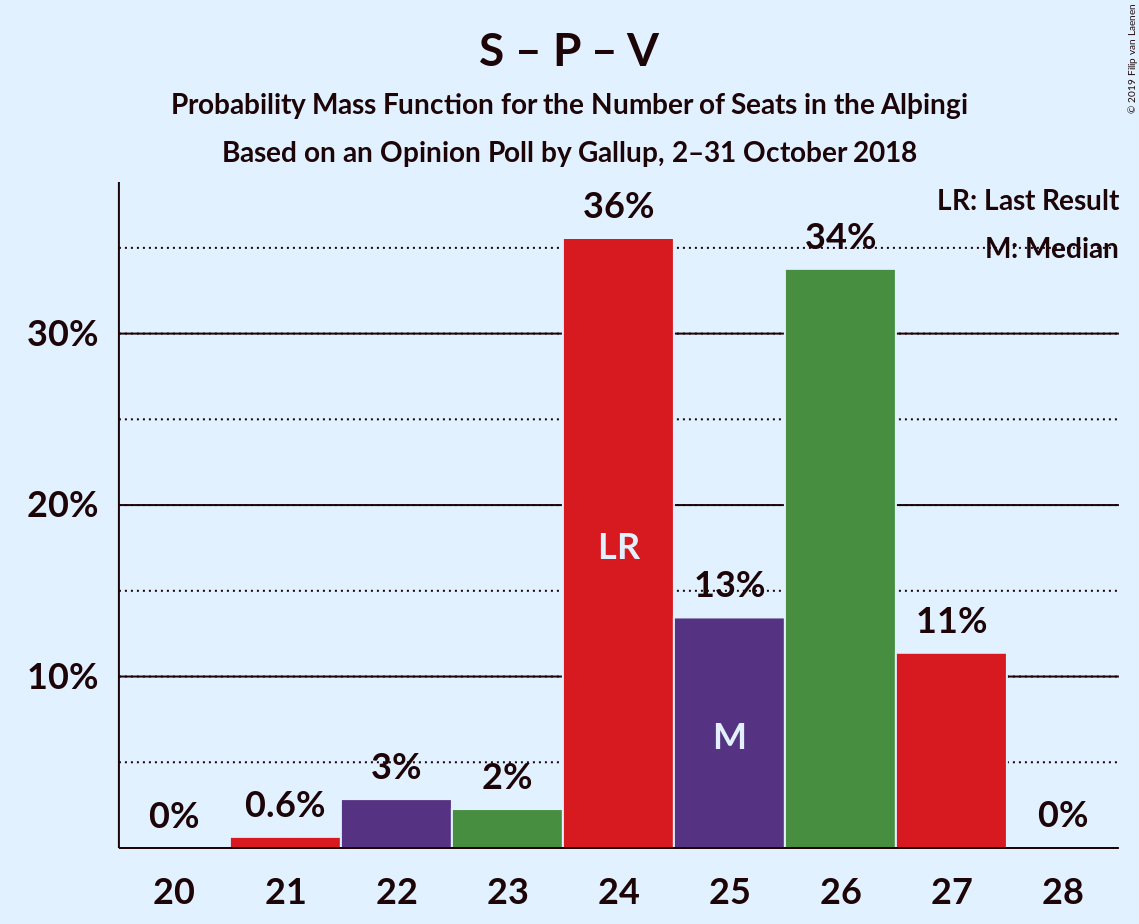 S – P – V
Probability Mass Function for the Number of Seats in the Alþingi
Based on an Opinion Poll by Gallup, 2–31 October 2018
© 2019 Filip van Laenen
LR: Last Result
M: Median
30%
20%
10%
0%
0.6%
3%
2%
36%
13%
34%
11%
0%
LR
M
20
21
22
23
24
25
26
27
28